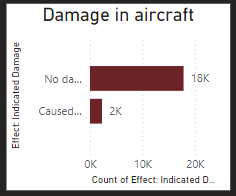 Damage in aircraft
Effect: Indicated Damage
No da...
18K
Caused...
2K
0K
10K
20K
Count of Effect: Indicated D...